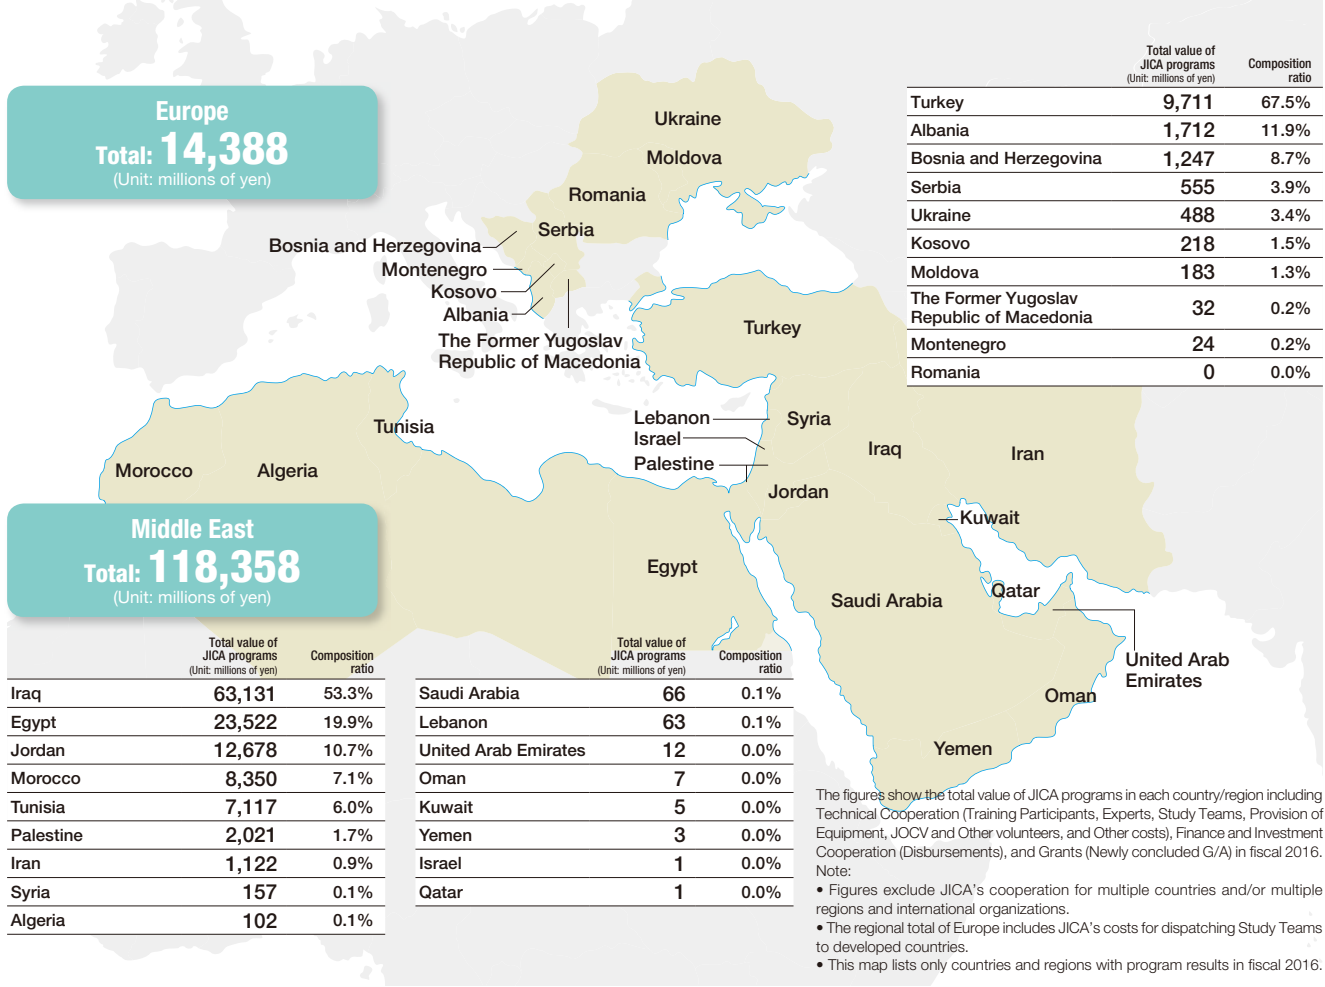 Europe
Total: 14,388
(Unit: millions of yen)
Total value of
JICA programs
(Unit: millions of yen)
Composition
ratio
Turkey 9,711 67.5%
Albania 1,712 11.9%
Bosnia and Herzegovina 1,247 8.7%
Serbia 555 3.9%
Ukraine 488 3.4%
Kosovo 218 1.5%
Moldova 183 1.3%
The Former Yugoslav
Republic of Macedonia 32 0.2%
Montenegro 24 0.2%
Romania 0 0.0%
Ukraine
Moldova
Romania
Serbia
Bosnia and Herzegovina
Montenegro
Kosovo
Albania
The Former Yugoslav
Republic of Macedonia
Turkey
Lebanon
Israel
Palestine
Syria
Iraq
Iran
Jordan
Tunisia
Morocco
Algeria
Kuwait
Egypt
Qatar
Saudi Arabia
United Arab
Emirates
Oman
Yemen
Middle East
Total: 118,358
(Unit: millions of yen)
Total value of
JICA programs
(Unit: millions of yen)
Composition
ratio
Iraq 63,131 53.3%
Egypt 23,522 19.9%
Jordan 12,678 10.7%
Morocco 8,350 7.1%
Tunisia 7,117 6.0%
Palestine 2,021 1.7%
Iran 1,122 0.9%
Syria 157 0.1%
Algeria 102 0.1%
Total value of
JICA programs
(Unit: millions of yen)
Composition
ratio
Saudi Arabia 66 0.1%
Lebanon 63 0.1%
United Arab Emirates 12 0.0%
Oman 7 0.0%
Kuwait 5 0.0%
Yemen 3 0.0%
Israel 1 0.0%
Qatar 1 0.0%
The figures show the total value of JICA programs in each country/region including
Technical Cooperation (Training Participants, Experts, Study Teams, Provision of
Equipment, JOCV and Other volunteers, and Other costs), Finance and Investment
Cooperation (Disbursements), and Grants (Newly concluded G/A) in fiscal 2016.
Note:
• Figures exclude JICA's cooperation for multiple countries and/or multiple
regions and international organizations.
• The regional total of Europe includes JICA's costs for dispatching Study Teams
to developed countries.
• This map lists only countries and regions with program results in fiscal 2016.